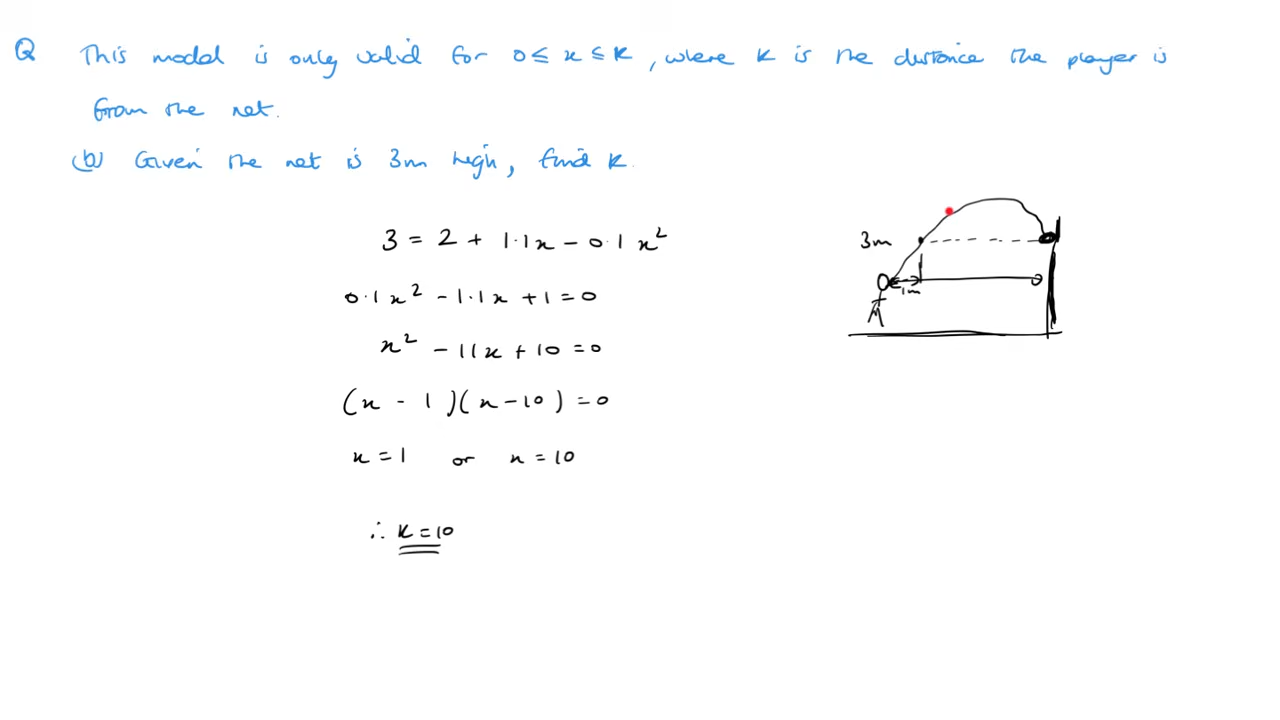 Q This model is only valid for 0 ≤ x ≤ k, where k is the distance the player is
from the net.
(b) Given the net is 3m high, find k.
3 = 2 + 1.1x - 0.1x²
3m
0.1x² - 1.1x + 1 = 0
1m
x² - 11x + 10 = 0
(x - 1)(x - 10) = 0
x = 1 or x = 10
∴ k = 10